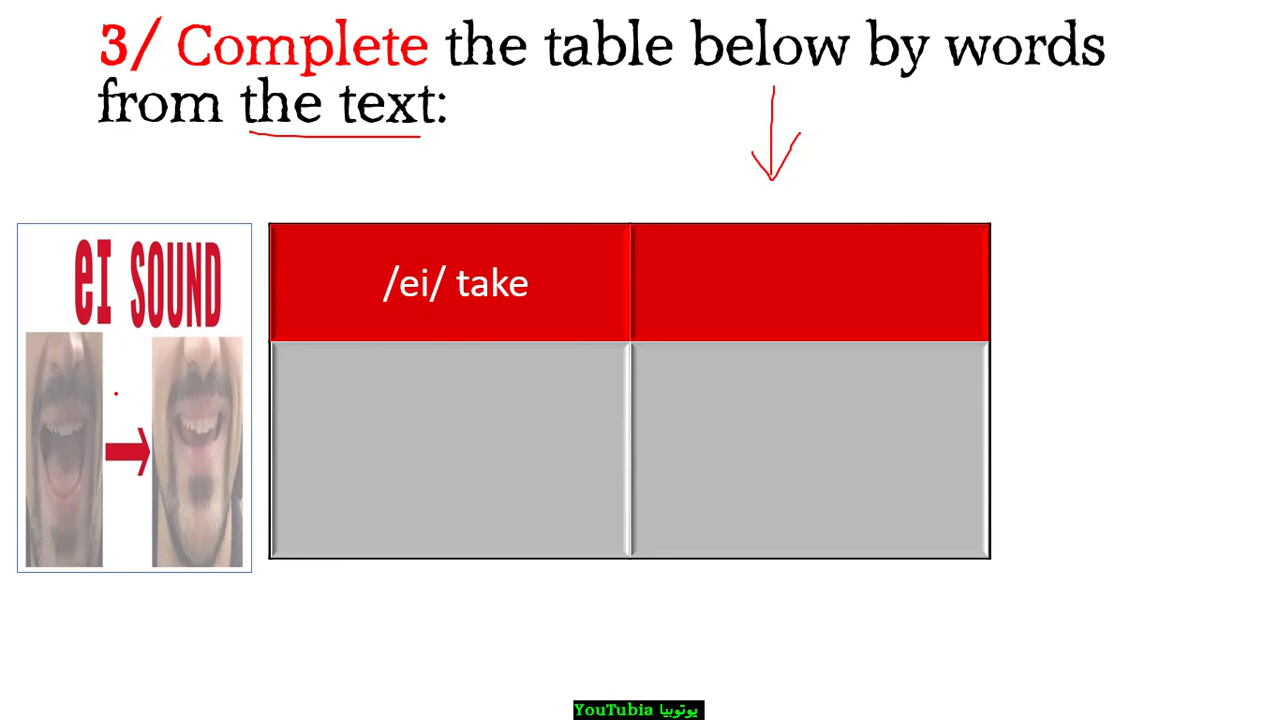 3/ Complete the table below by words
from the text:
eI SOUND
/ei/ take
YouTubia يوتوبيا